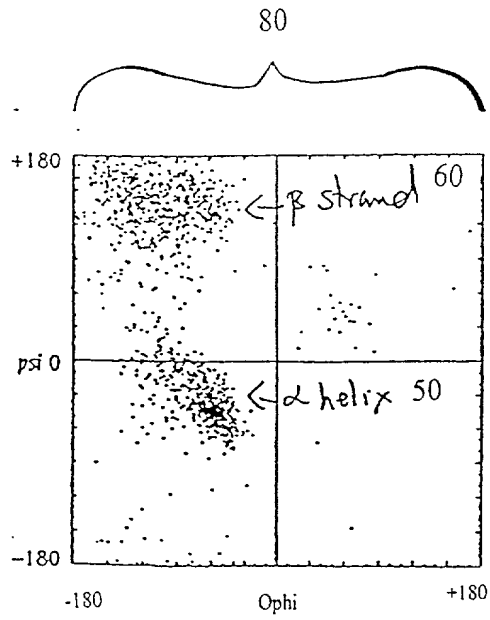 80
+180
← β strand 60
psi 0
← α helix 50
-180
-180 Ophi +180